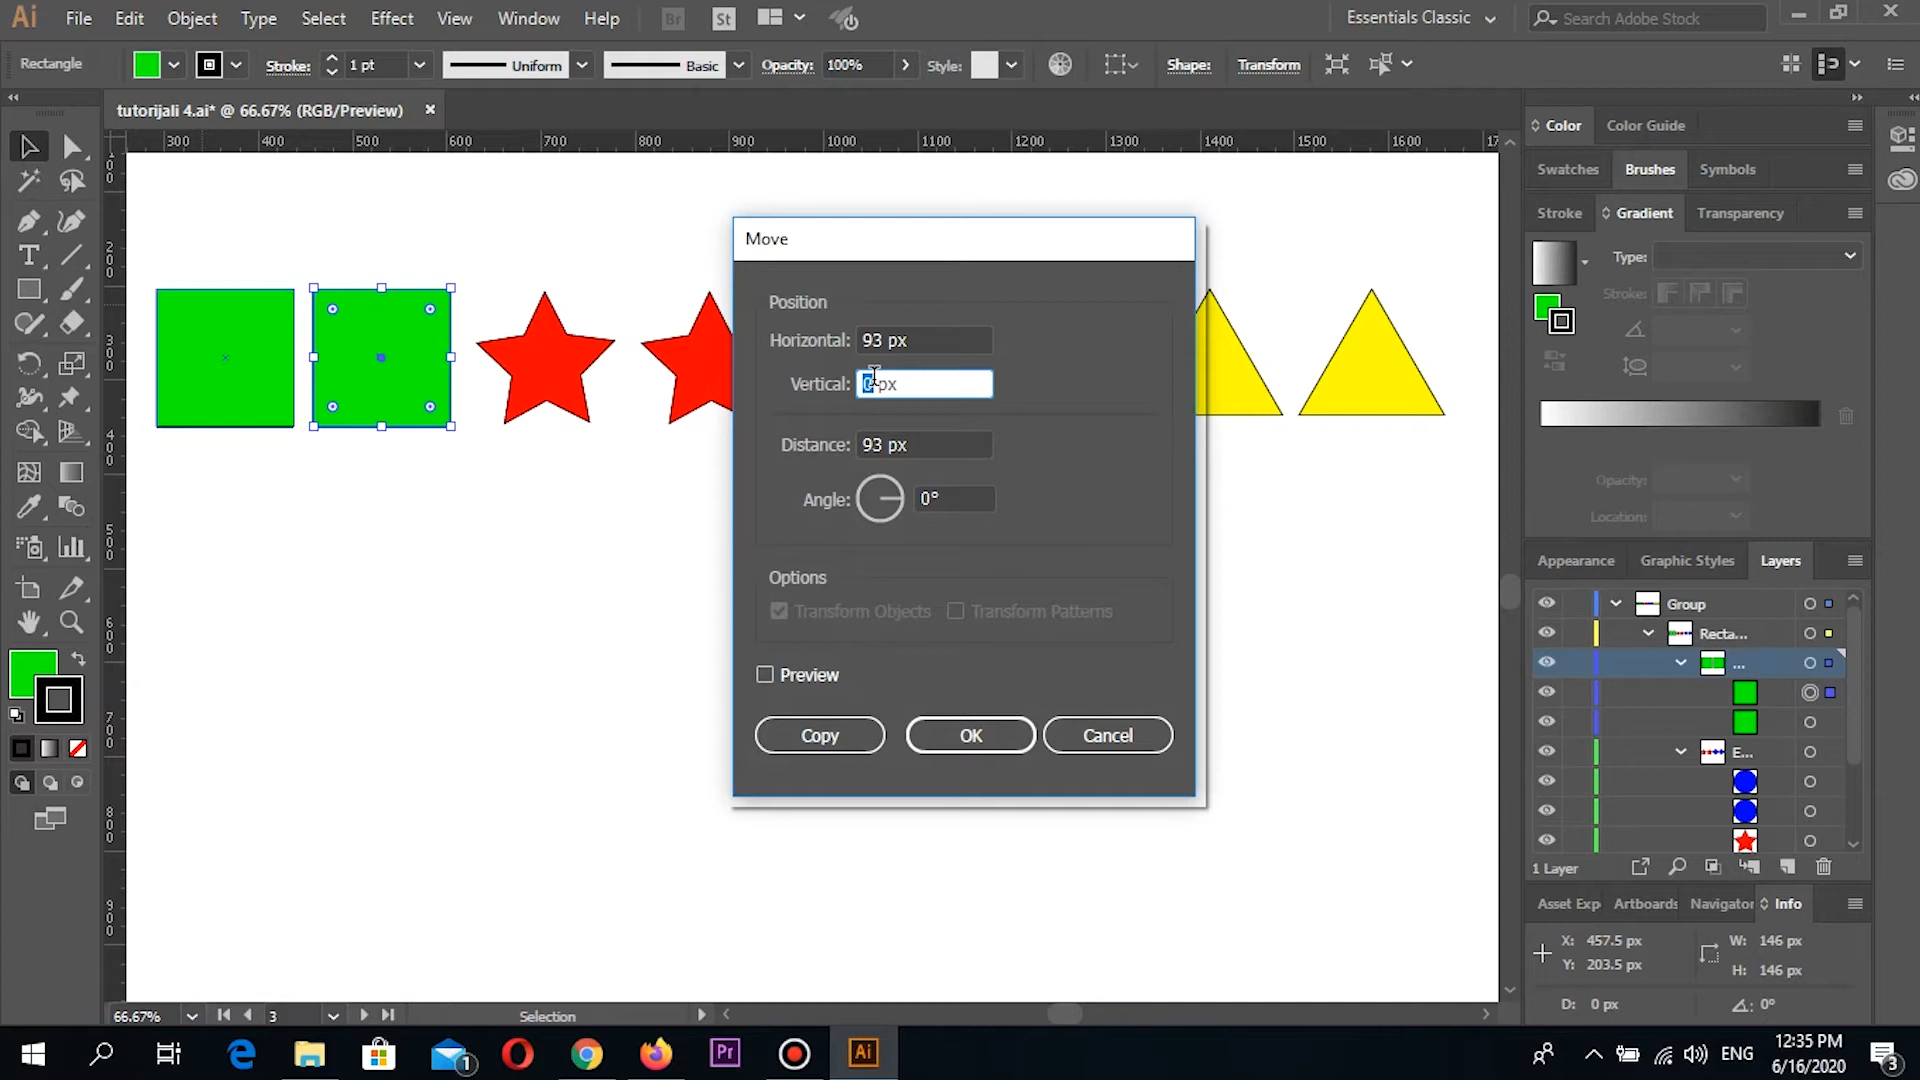 Ai File Edit Object Type Select Effect View Window Help Br St Essentials Classic Search Adobe Stock
Rectangle Stroke: 1 pt Uniform Basic Opacity: 100% Style: Shape: Transform
tutorijali 4.ai* @ 66.67% (RGB/Preview)
300 400 500 600 700 800 900 1000 1100 1200 1300 1400 1500 1600
Color Color Guide
Swatches Brushes Symbols
Stroke Gradient Transparency
Type:
Stroke:
Opacity:
Location:
Move
Position
Horizontal: 93 px
Vertical: 0 px
Distance: 93 px
Angle: 0°
Options
Transform Objects Transform Patterns
Preview
Copy OK Cancel
Appearance Graphic Styles Layers
Group
Recta...
...
E...
1 Layer
Asset Exp Artboards Navigator Info
X: 457.5 px W: 146 px
Y: 203.5 px H: 146 px
D: 0 px 0°
66.67% 3 Selection
1 Pr Ai ENG 12:35 PM
6/16/2020 3